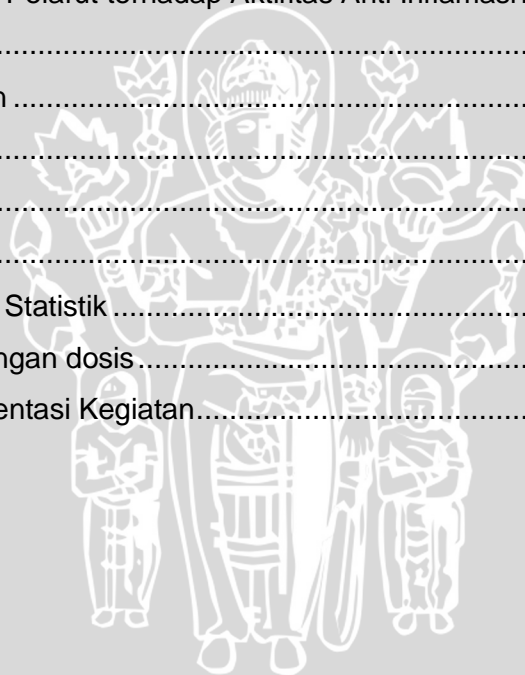 Pelarut terhadap Aktifitas Anti Inflamasi
....................................................
n ....................................................
....................................................
....................................................
....................................................
Statistik ....................................................
ngan dosis ....................................................
entasi Kegiatan ....................................................